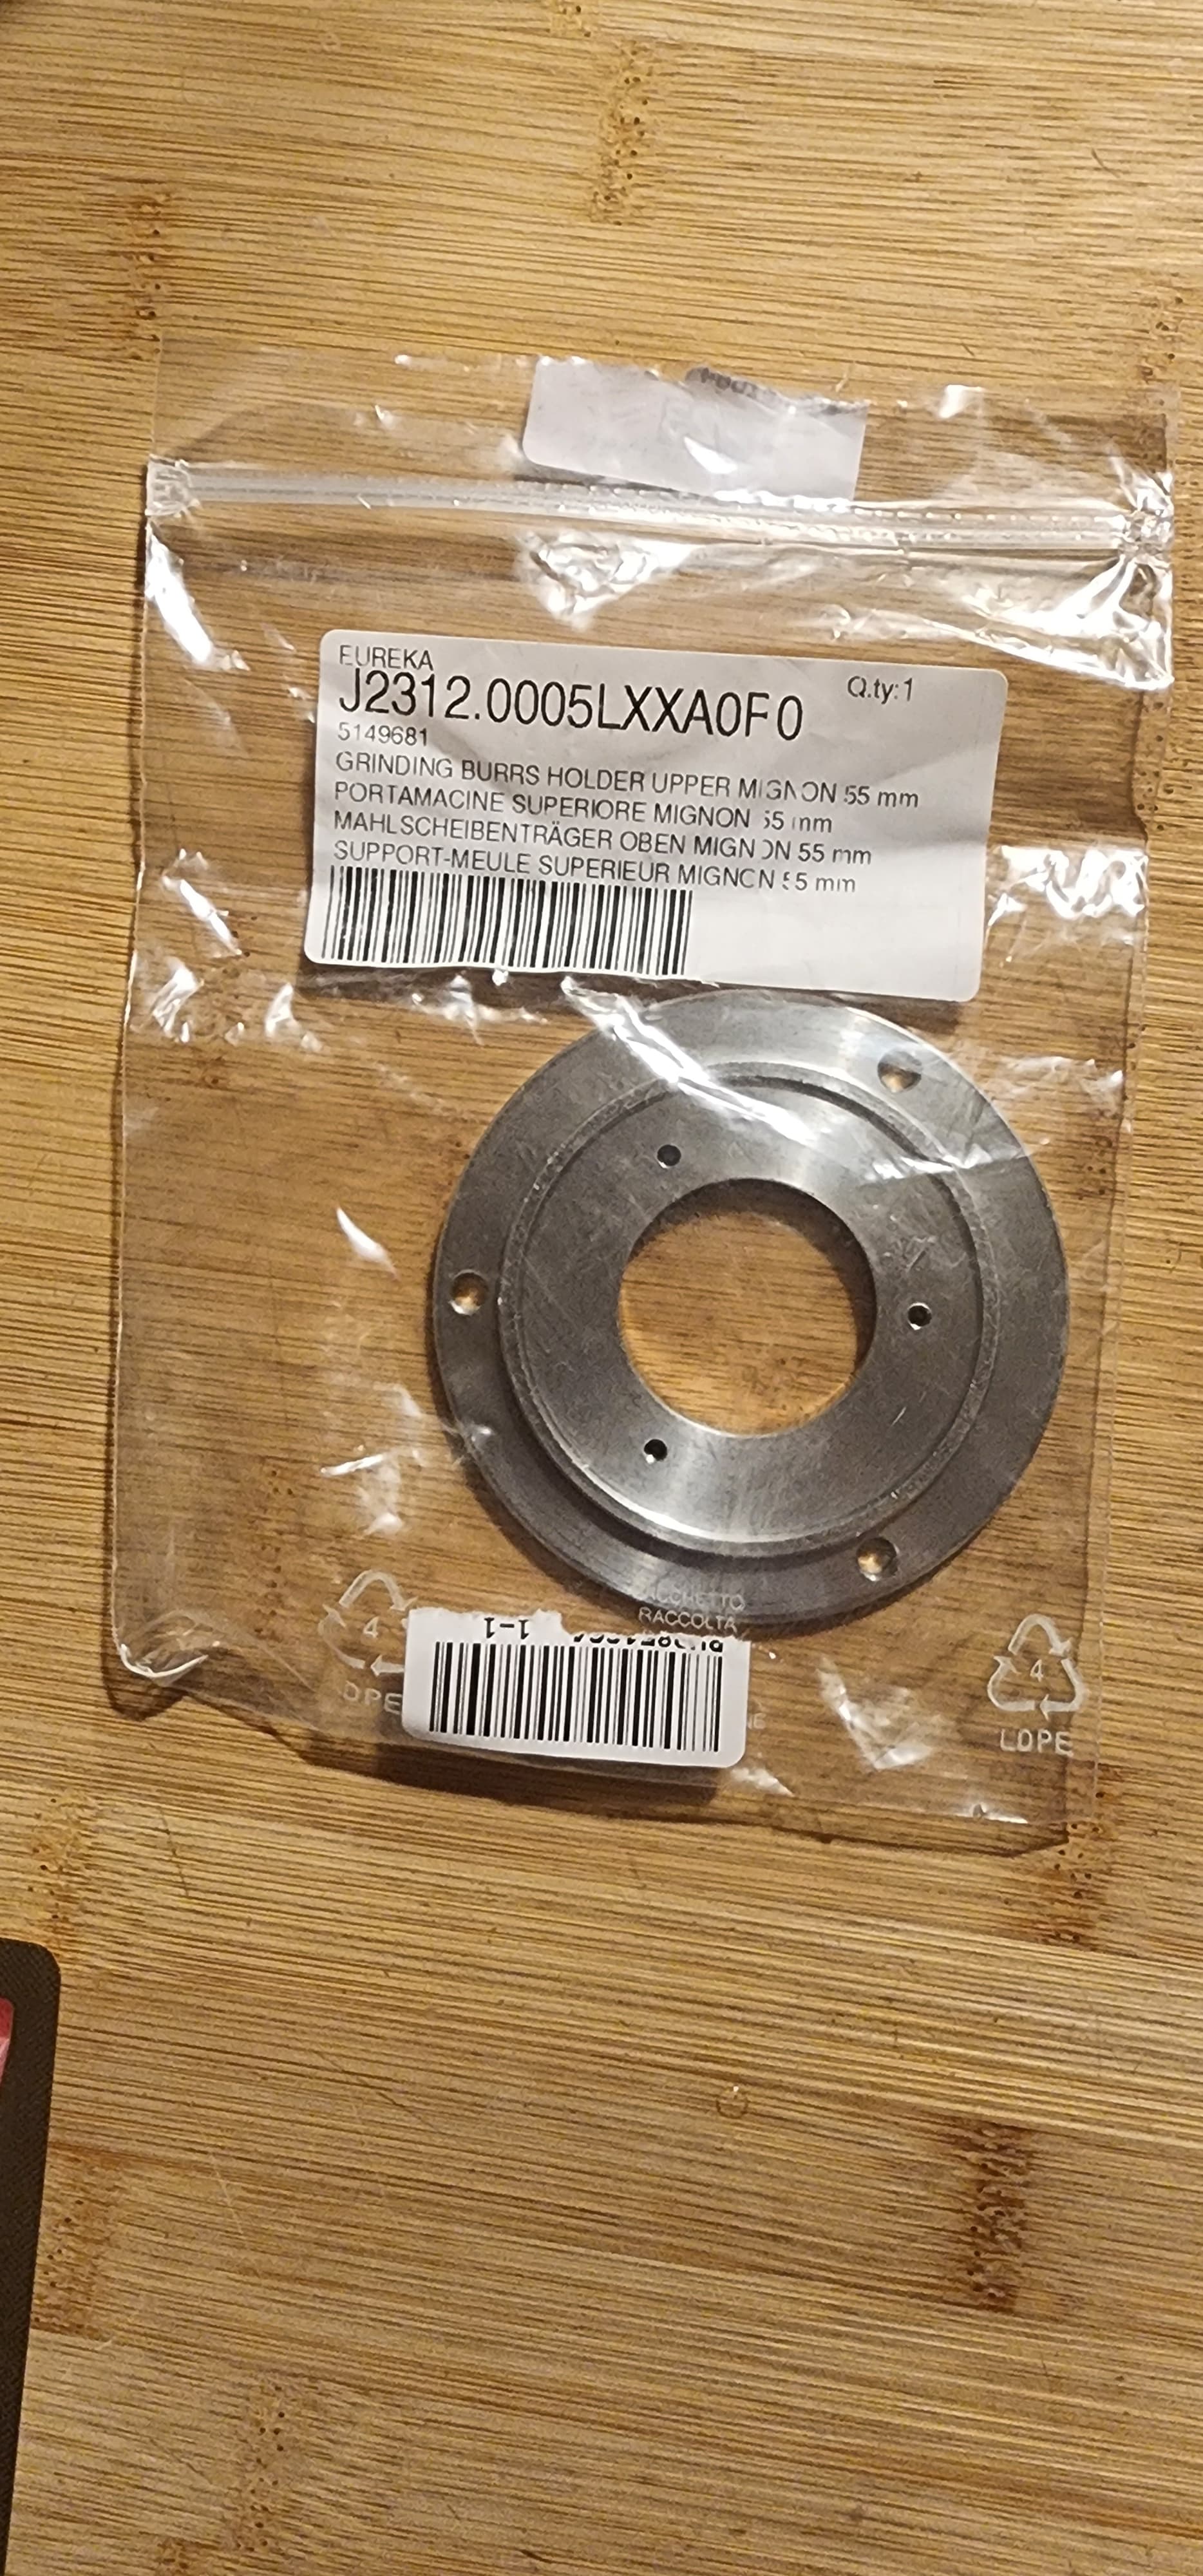 EUREKA
Q.ty:1
J2312.0005LXXA0F0
5149681
GRINDING BURRS HOLDER UPPER MIGNON 55 mm
PORTAMACINE SUPERIORE MIGNON 55 mm
MAHLSCHEIBENTRÄGER OBEN MIGNON 55 mm
SUPPORT-MEULE SUPERIEUR MIGNON 55 mm
RACCOLTA
1-1
4
4
LDPE